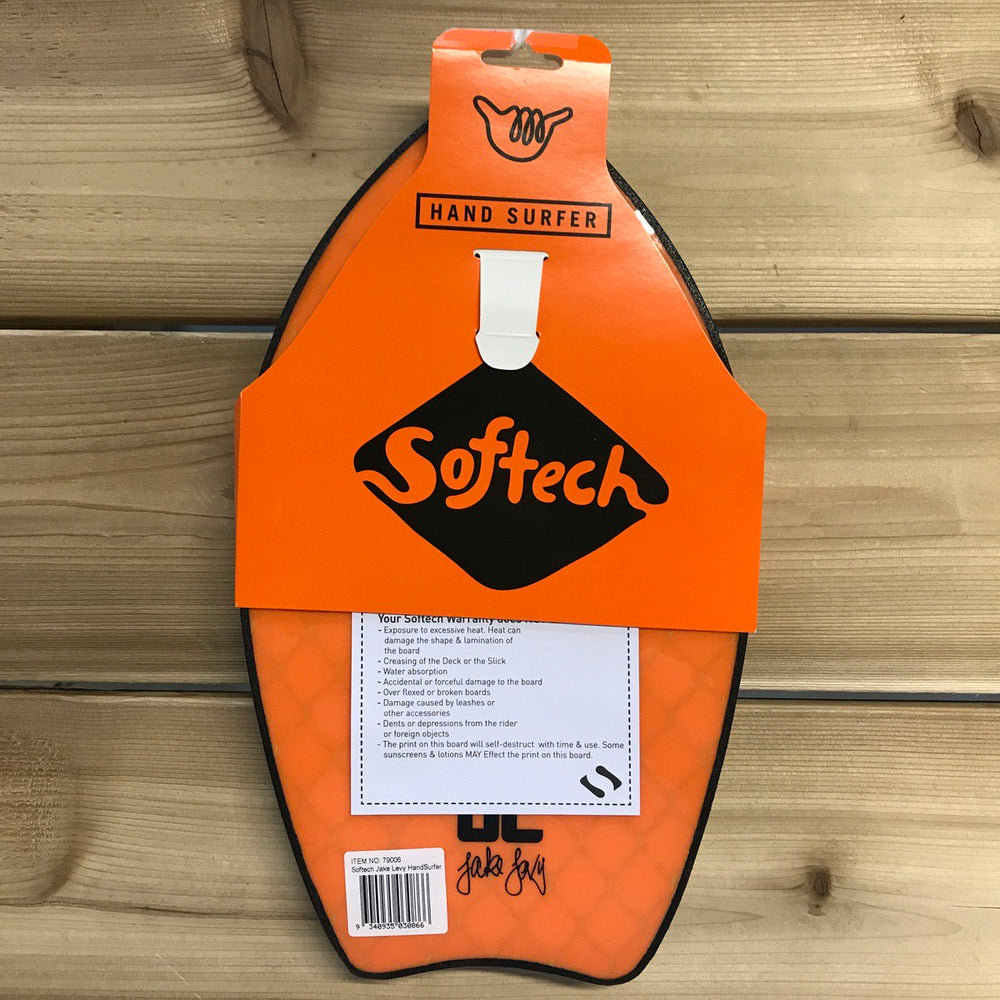 HAND SURFER
Softech
Your Softech Warranty does
- Exposure to excessive heat. Heat can
damage the shape & lamination of
the board
- Creasing of the Deck or the Slick
- Water absorption
- Accidental or forceful damage to the board
- Over flexed or broken boards
- Damage caused by leashes or
other accessories
- Dents or depressions from the rider
or foreign objects
- The print on this board will self-destruct with time & use. Some
sunscreens & lotions MAY Effect the print on this board.
Jake Levy
ITEM NO: 79006
Softech Jake Levy HandSurfer
9 340935 030866